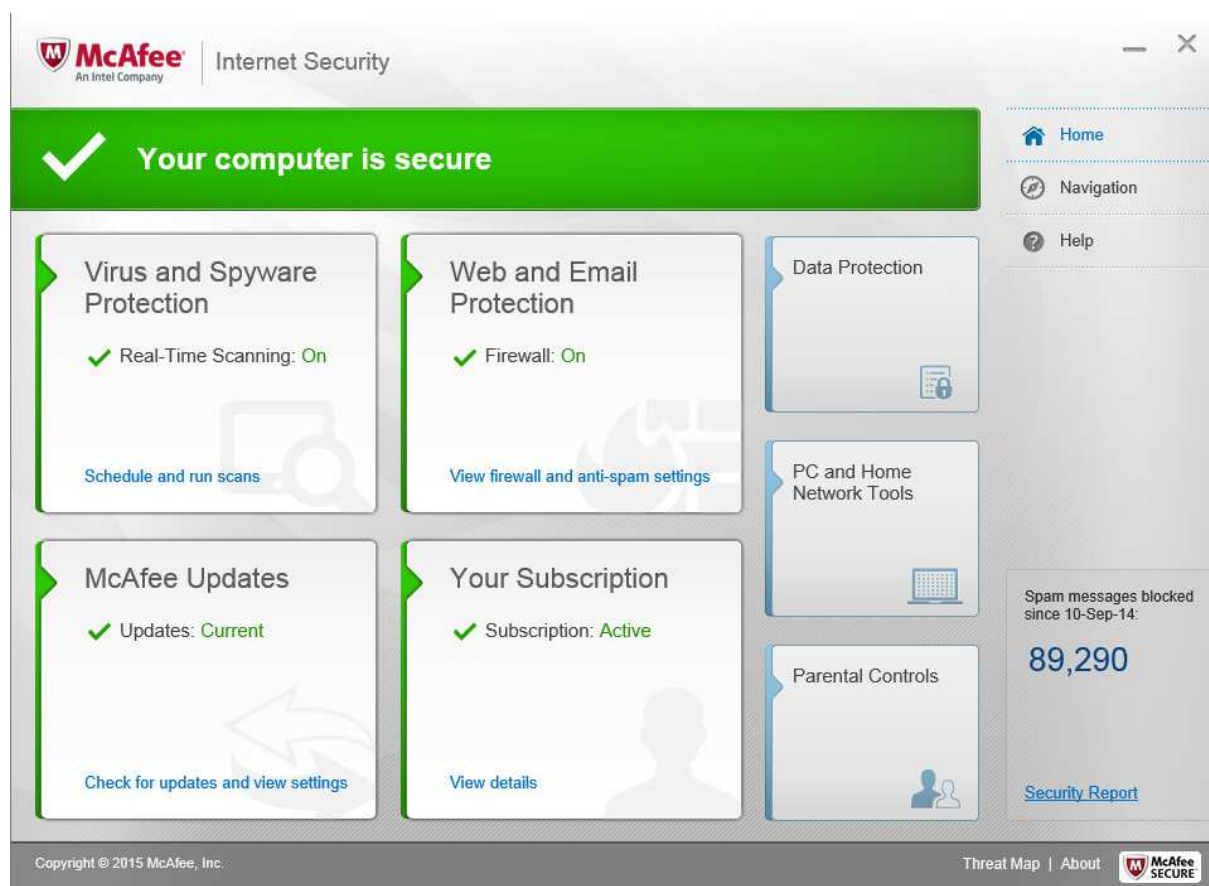 McAfee
An Intel Company
Internet Security
Your computer is secure
Home
Navigation
Help
Virus and Spyware
Protection
Real-Time Scanning: On
Schedule and run scans
Web and Email
Protection
Firewall: On
View firewall and anti-spam settings
Data Protection
PC and Home
Network Tools
McAfee Updates
Updates: Current
Check for updates and view settings
Your Subscription
Subscription: Active
View details
Parental Controls
Spam messages blocked
since 10-Sep-14:
89,290
Security Report
Copyright © 2015 McAfee, Inc.
Threat Map | About
McAfee
SECURE